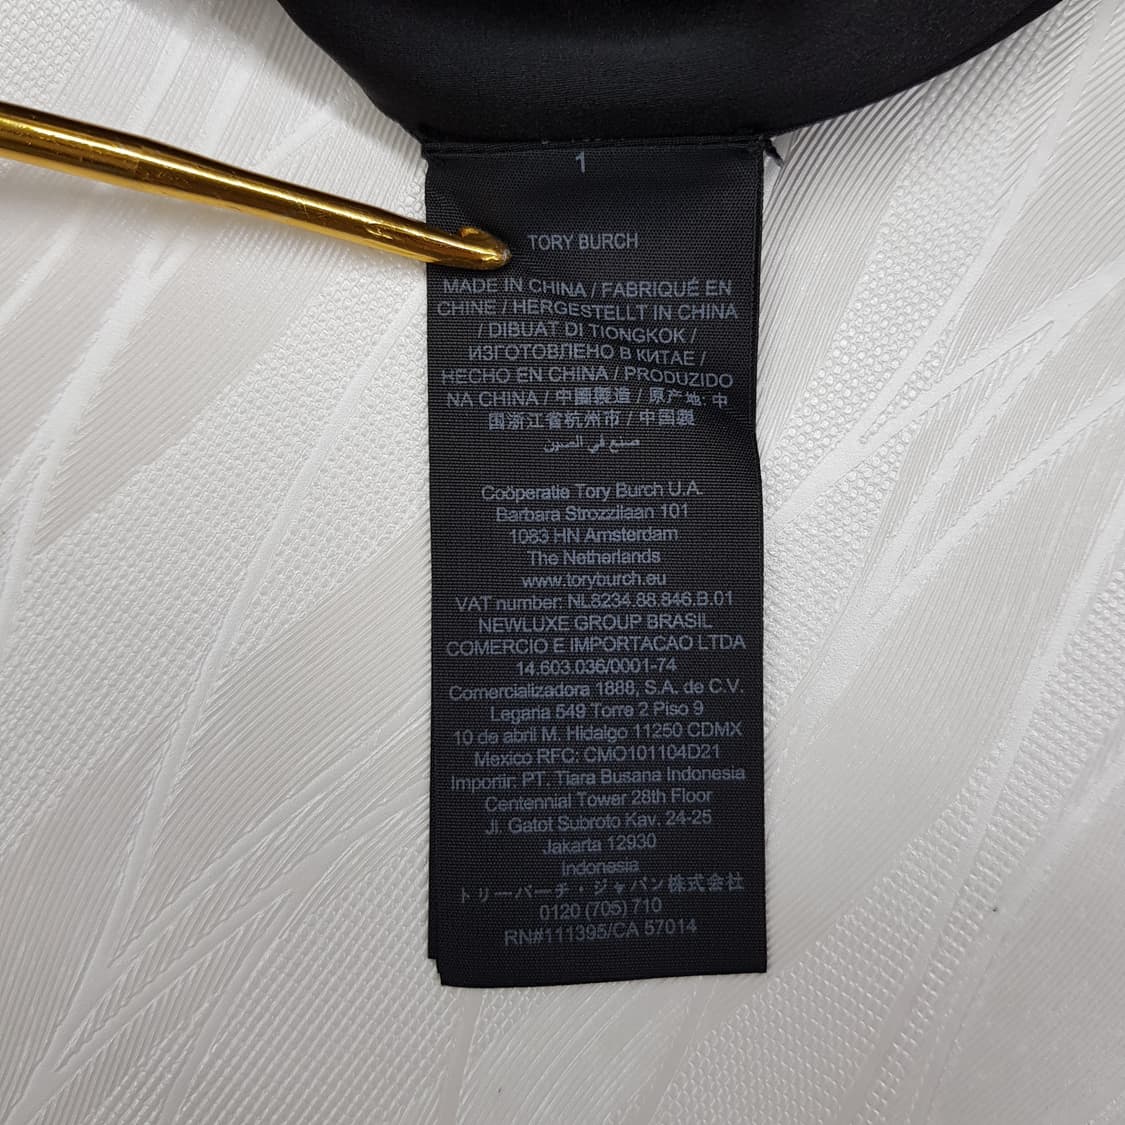 1
TORY BURCH
MADE IN CHINA / FABRIQUÉ EN
CHINE / HERGESTELLT IN CHINA
/ DIBUAT DI TIONGKOK /
ИЗГОТОВЛЕНО В КИТАЕ /
HECHO EN CHINA / PRODUZIDO
NA CHINA / 中國製造 / 原产地: 中
国浙江省杭州市 / 中国製
صنع في الصين
Coöperatie Tory Burch U.A.
Barbara Strozzilaan 101
1083 HN Amsterdam
The Netherlands
www.toryburch.eu
VAT number: NL8234.88.846.B.01
NEWLUXE GROUP BRASIL
COMERCIO E IMPORTACAO LTDA
14.603.036/0001-74
Comercializadora 1888, S.A. de C.V.
Legaria 549 Torre 2 Piso 9
10 de abril M. Hidalgo 11250 CDMX
Mexico RFC: CMO101104D21
Importir: PT. Tiara Busana Indonesia
Centennial Tower 28th Floor
Jl. Gatot Subroto Kav. 24-25
Jakarta 12930
Indonesia
トリーバーチ・ジャパン株式会社
0120 (705) 710
RN#111395/CA 57014